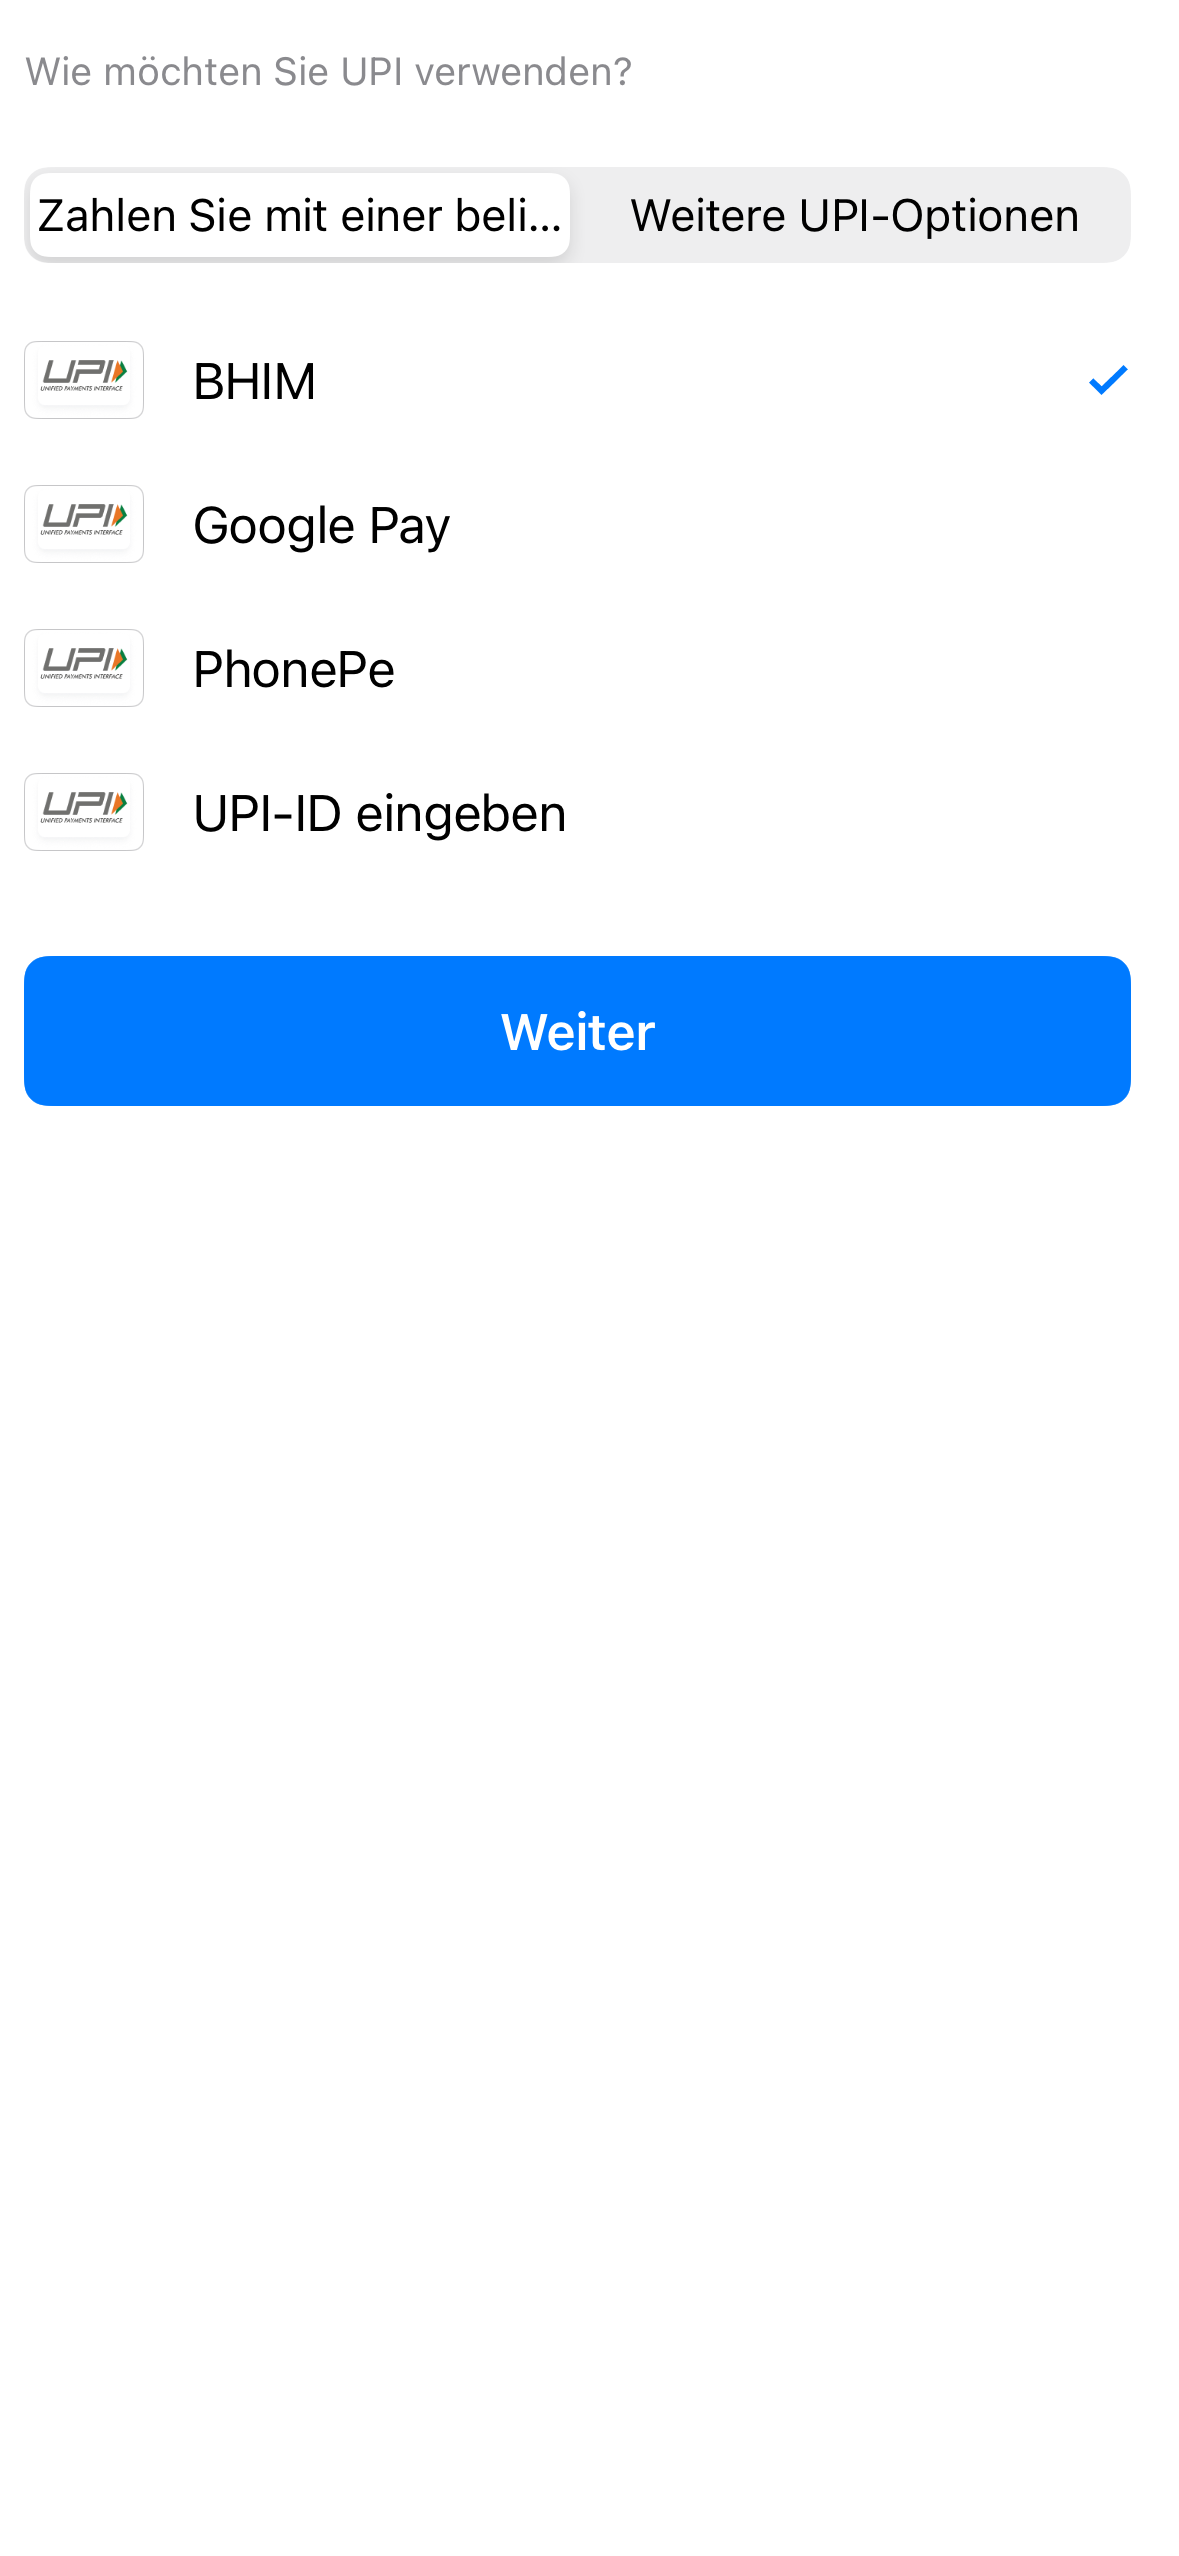 Wie möchten Sie UPI verwenden?
Zahlen Sie mit einer beli...
Weitere UPI-Optionen
UPI
UNIFIED PAYMENTS INTERFACE
BHIM
UPI
UNIFIED PAYMENTS INTERFACE
Google Pay
UPI
UNIFIED PAYMENTS INTERFACE
PhonePe
UPI
UNIFIED PAYMENTS INTERFACE
UPI-ID eingeben
Weiter